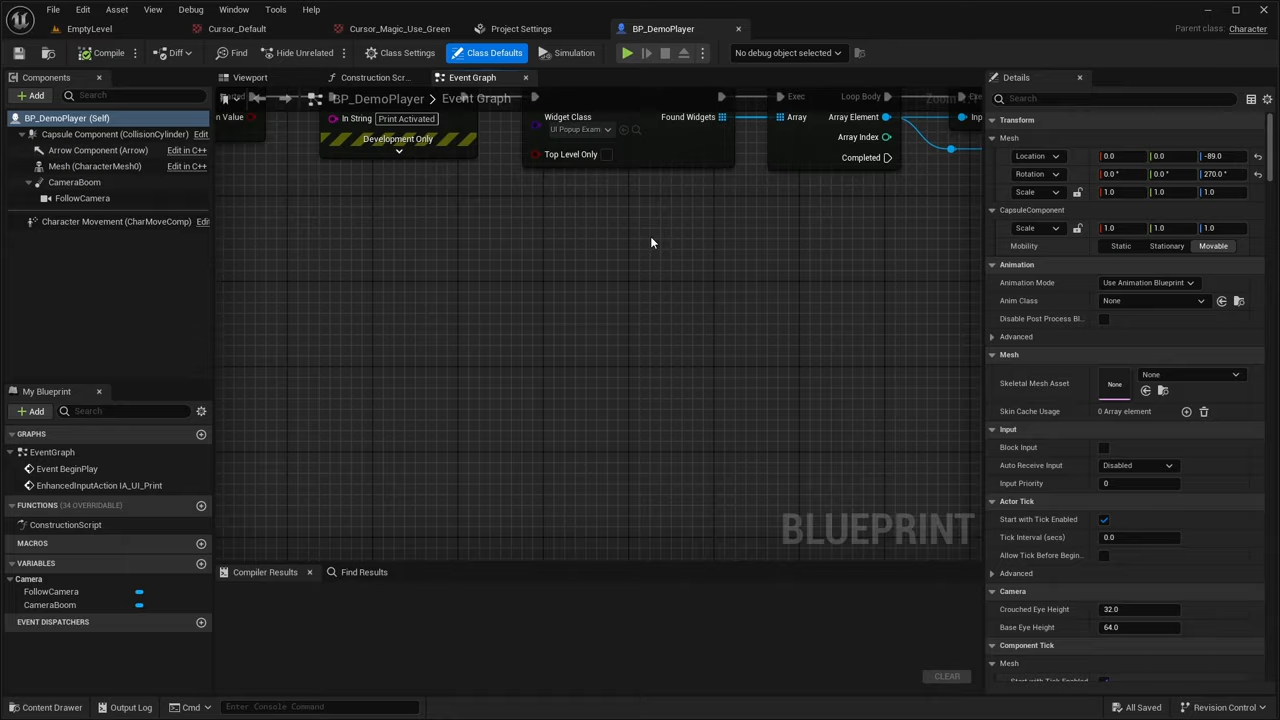 File Edit Asset View Debug Window Tools Help
EmptyLevel Cursor_Default Cursor_Magic_Use_Green Project Settings BP_DemoPlayer
Parent class: Character
Compile Diff Find Hide Unrelated Class Settings Class Defaults Simulation No debug object selected
Components
Add Search
BP_DemoPlayer (Self)
Capsule Component (CollisionCylinder) Edit
Arrow Component (Arrow) Edit in C++
Mesh (CharacterMesh0) Edit in C++
CameraBoom
FollowCamera
Character Movement (CharMoveComp)
My Blueprint
Add Search
GRAPHS
EventGraph
Event BeginPlay
EnhancedInputAction IA_UI_Print
FUNCTIONS (34 OVERRIDABLE)
ConstructionScript
MACROS
VARIABLES
Camera
FollowCamera
CameraBoom
EVENT DISPATCHERS
Viewport Construction Scr... Event Graph
BP_DemoPlayer > Event Graph
n Value
In String Print Activated
Development Only
Widget Class
UI Popup Exam
Found Widgets
Top Level Only
Exec Loop Body
Array Array Element
Array Index
Completed
BLUEPRINT
Compiler Results Find Results
CLEAR
Details
Search
Transform
Mesh
Location 0.0 0.0 -89.0
Rotation 0.0 ° 0.0 ° 270.0 °
Scale 1.0 1.0 1.0
CapsuleComponent
Scale 1.0 1.0 1.0
Mobility Static Stationary Movable
Animation
Animation Mode Use Animation Blueprint
Anim Class None
Disable Post Process Bl...
Advanced
Mesh
Skeletal Mesh Asset None None
Skin Cache Usage 0 Array element
Input
Block Input
Auto Receive Input Disabled
Input Priority 0
Actor Tick
Start with Tick Enabled
Tick Interval (secs) 0.0
Allow Tick Before Begin...
Advanced
Camera
Crouched Eye Height 32.0
Base Eye Height 64.0
Component Tick
Mesh
Start with Tick Enabled
Content Drawer Output Log Cmd Enter Console Command All Saved Revision Control